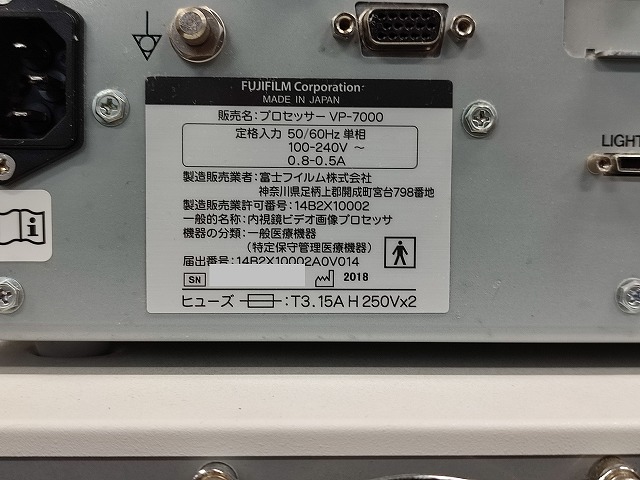 FUJIFILM Corporation
MADE IN JAPAN
販売名：プロセッサー VP-7000
定格入力 50/60Hz 単相
100-240V ～
0.8-0.5A
製造販売業者：富士フイルム株式会社
神奈川県足柄上郡開成町宮台798番地
製造販売業許可番号：14B2X10002
一般的名称：内視鏡ビデオ画像プロセッサ
機器の分類：一般医療機器
（特定保守管理医療機器）
届出番号：14B2X10002A0V014
SN 2018
ヒューズ ：T3.15A H 250V×2
LIGHT